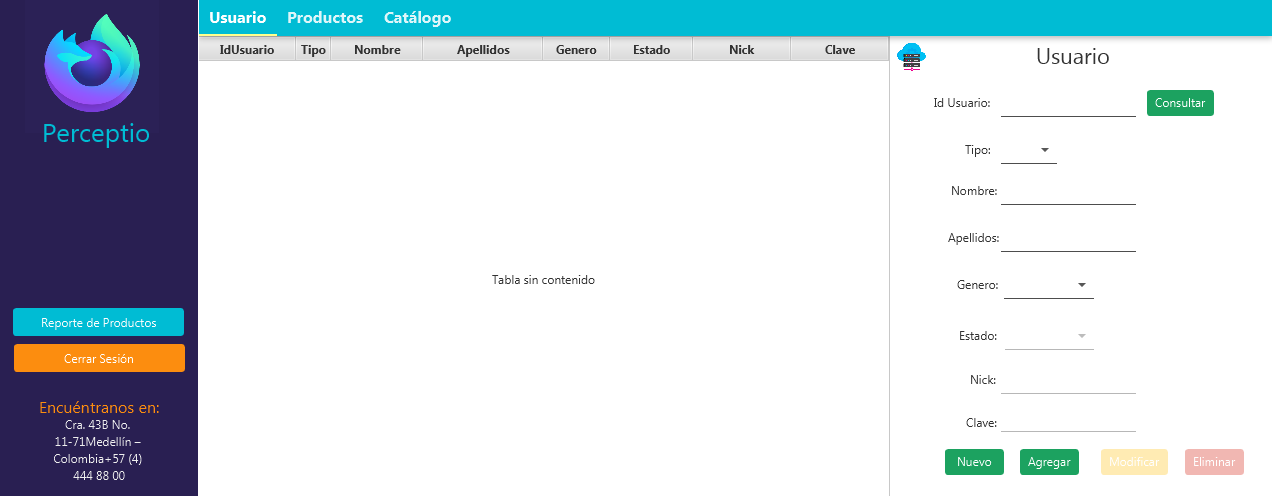 Perceptio
Reporte de Productos
Cerrar Sesión
Encuéntranos en:
Cra. 43B No.
11-71Medellín –
Colombia+57 (4)
444 88 00
Usuario Productos Catálogo
IdUsuario Tipo Nombre Apellidos Genero Estado Nick Clave
Tabla sin contenido
Usuario
Id Usuario: Consultar
Tipo:
Nombre:
Apellidos:
Genero:
Estado:
Nick:
Clave:
Nuevo Agregar Modificar Eliminar